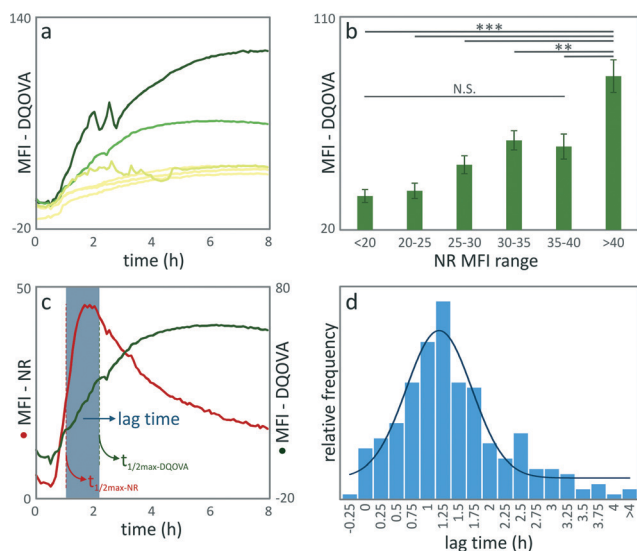 a
140
-20
MFI - DQOVA
0 2 4 6 8
time (h)
b
110
20
MFI - DQOVA
***
**
N.S.
<20 20-25 25-30 30-35 35-40 >40
NR MFI range
c
50
0
MFI - NR
80
-20
MFI - DQOVA
lag time
t1/2max-DQOVA
t1/2max-NR
0 2 4 6 8
time (h)
d
relative frequency
-0.25 0 0.25 0.5 0.75 1 1.25 1.5 1.75 2 2.25 2.5 2.75 3 3.25 3.5 3.75 4 >4
lag time (h)